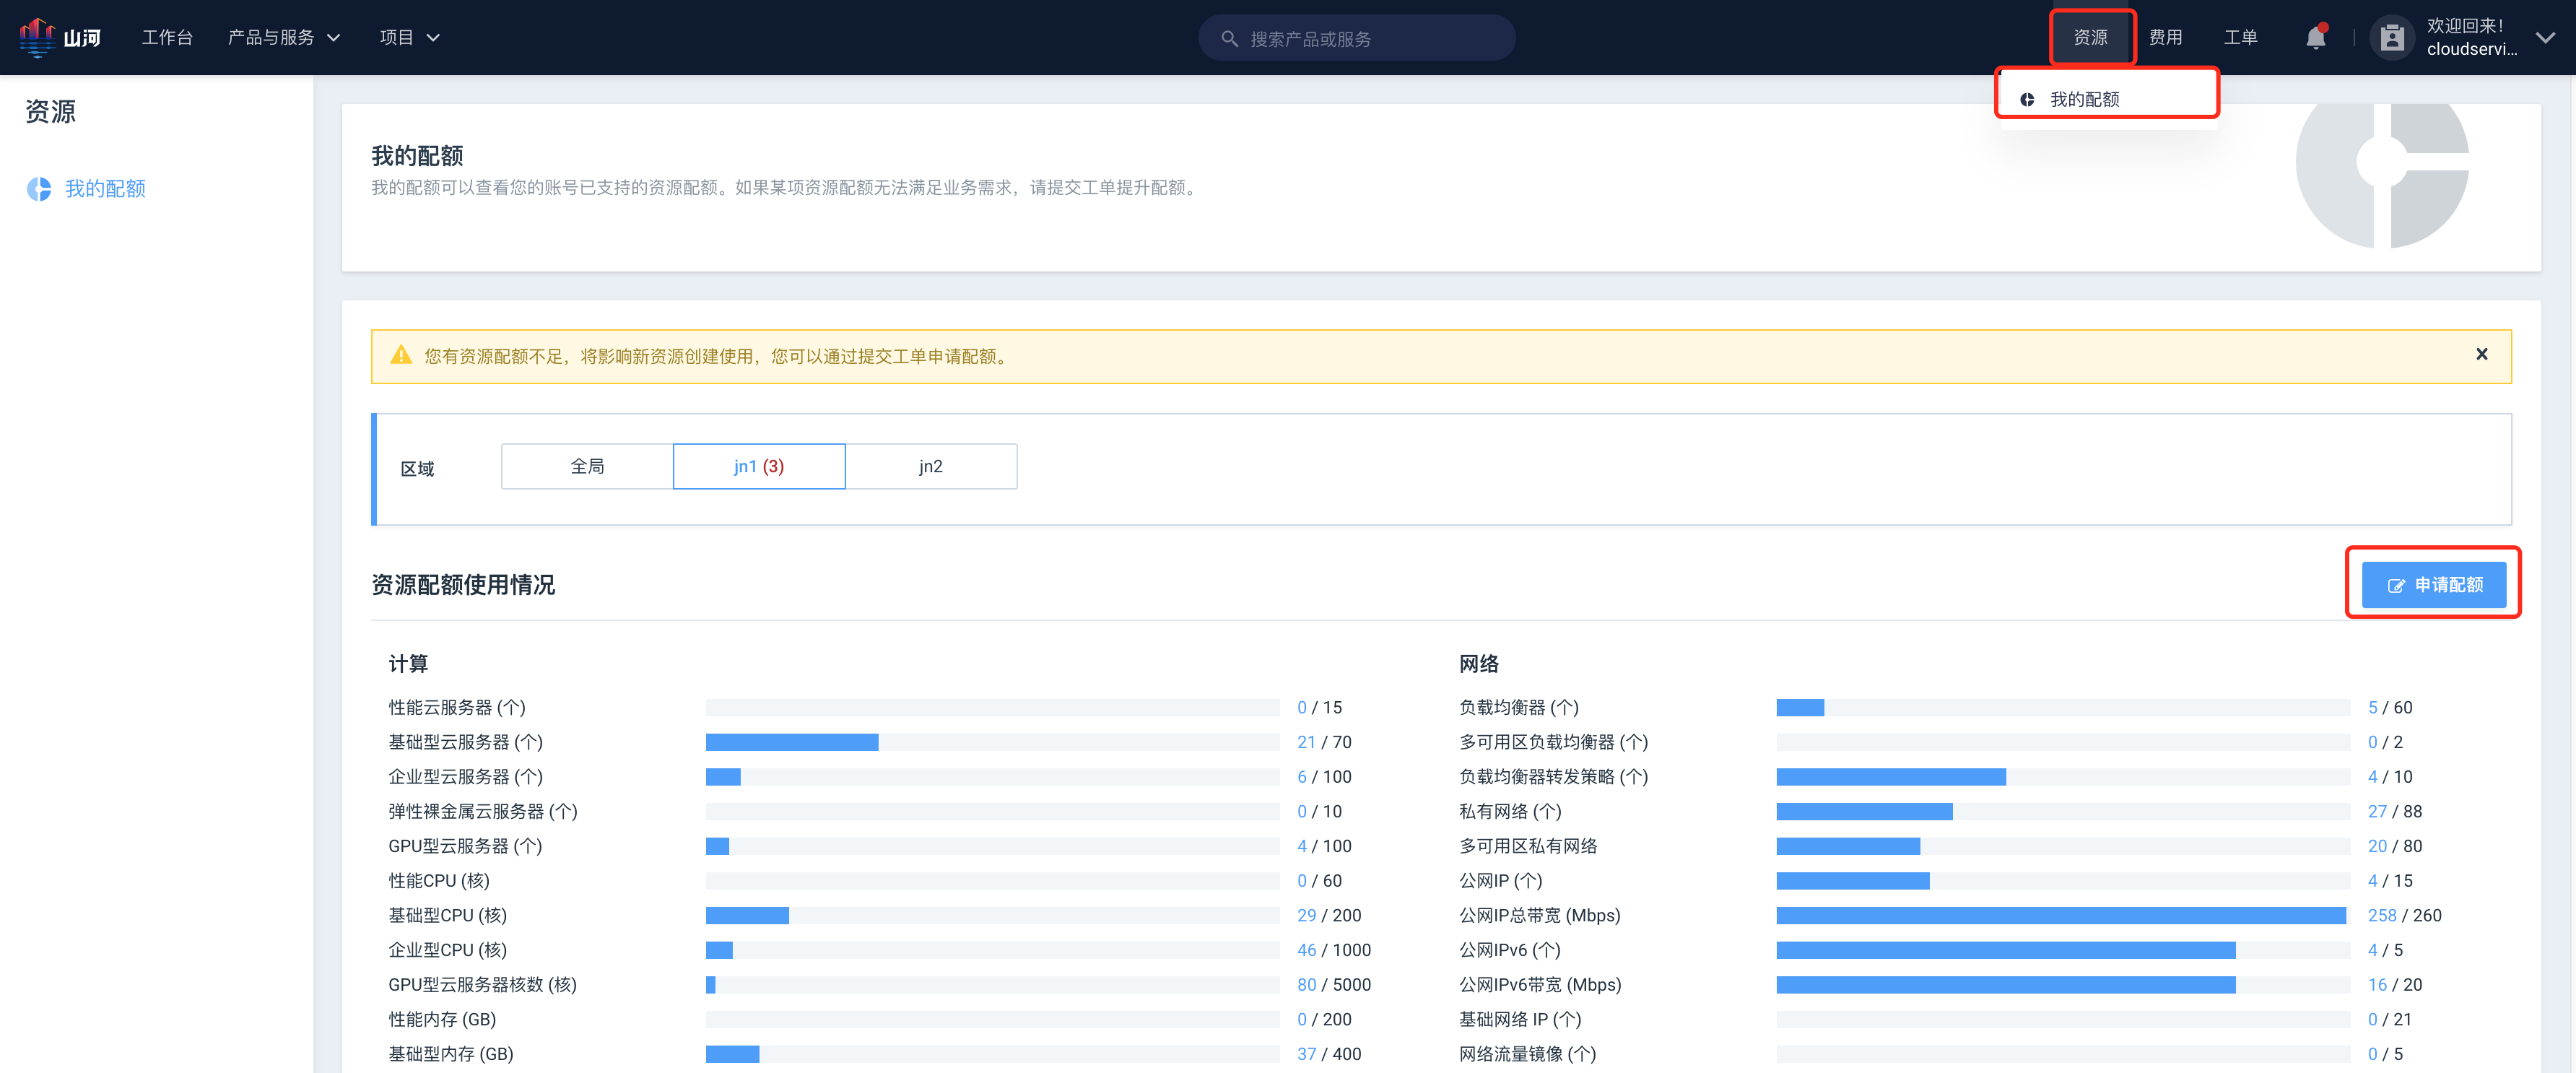 山河
工作台
产品与服务
项目
搜索产品或服务
资源
费用
工单
欢迎回来!
cloudservi...
我的配额
资源
我的配额
我的配额
我的配额可以查看您的账号已支持的资源配额。如果某项资源配额无法满足业务需求，请提交工单提升配额。
您有资源配额不足，将影响新资源创建使用，您可以通过提交工单申请配额。
区域
全局
jn1 (3)
jn2
资源配额使用情况
申请配额
计算
性能云服务器 (个) 0 / 15
基础型云服务器 (个) 21 / 70
企业型云服务器 (个) 6 / 100
弹性裸金属云服务器 (个) 0 / 10
GPU型云服务器 (个) 4 / 100
性能CPU (核) 0 / 60
基础型CPU (核) 29 / 200
企业型CPU (核) 46 / 1000
GPU型云服务器核数 (核) 80 / 5000
性能内存 (GB) 0 / 200
基础型内存 (GB) 37 / 400
网络
负载均衡器 (个) 5 / 60
多可用区负载均衡器 (个) 0 / 2
负载均衡器转发策略 (个) 4 / 10
私有网络 (个) 27 / 88
多可用区私有网络 20 / 80
公网IP (个) 4 / 15
公网IP总带宽 (Mbps) 258 / 260
公网IPv6 (个) 4 / 5
公网IPv6带宽 (Mbps) 16 / 20
基础网络 IP (个) 0 / 21
网络流量镜像 (个) 0 / 5